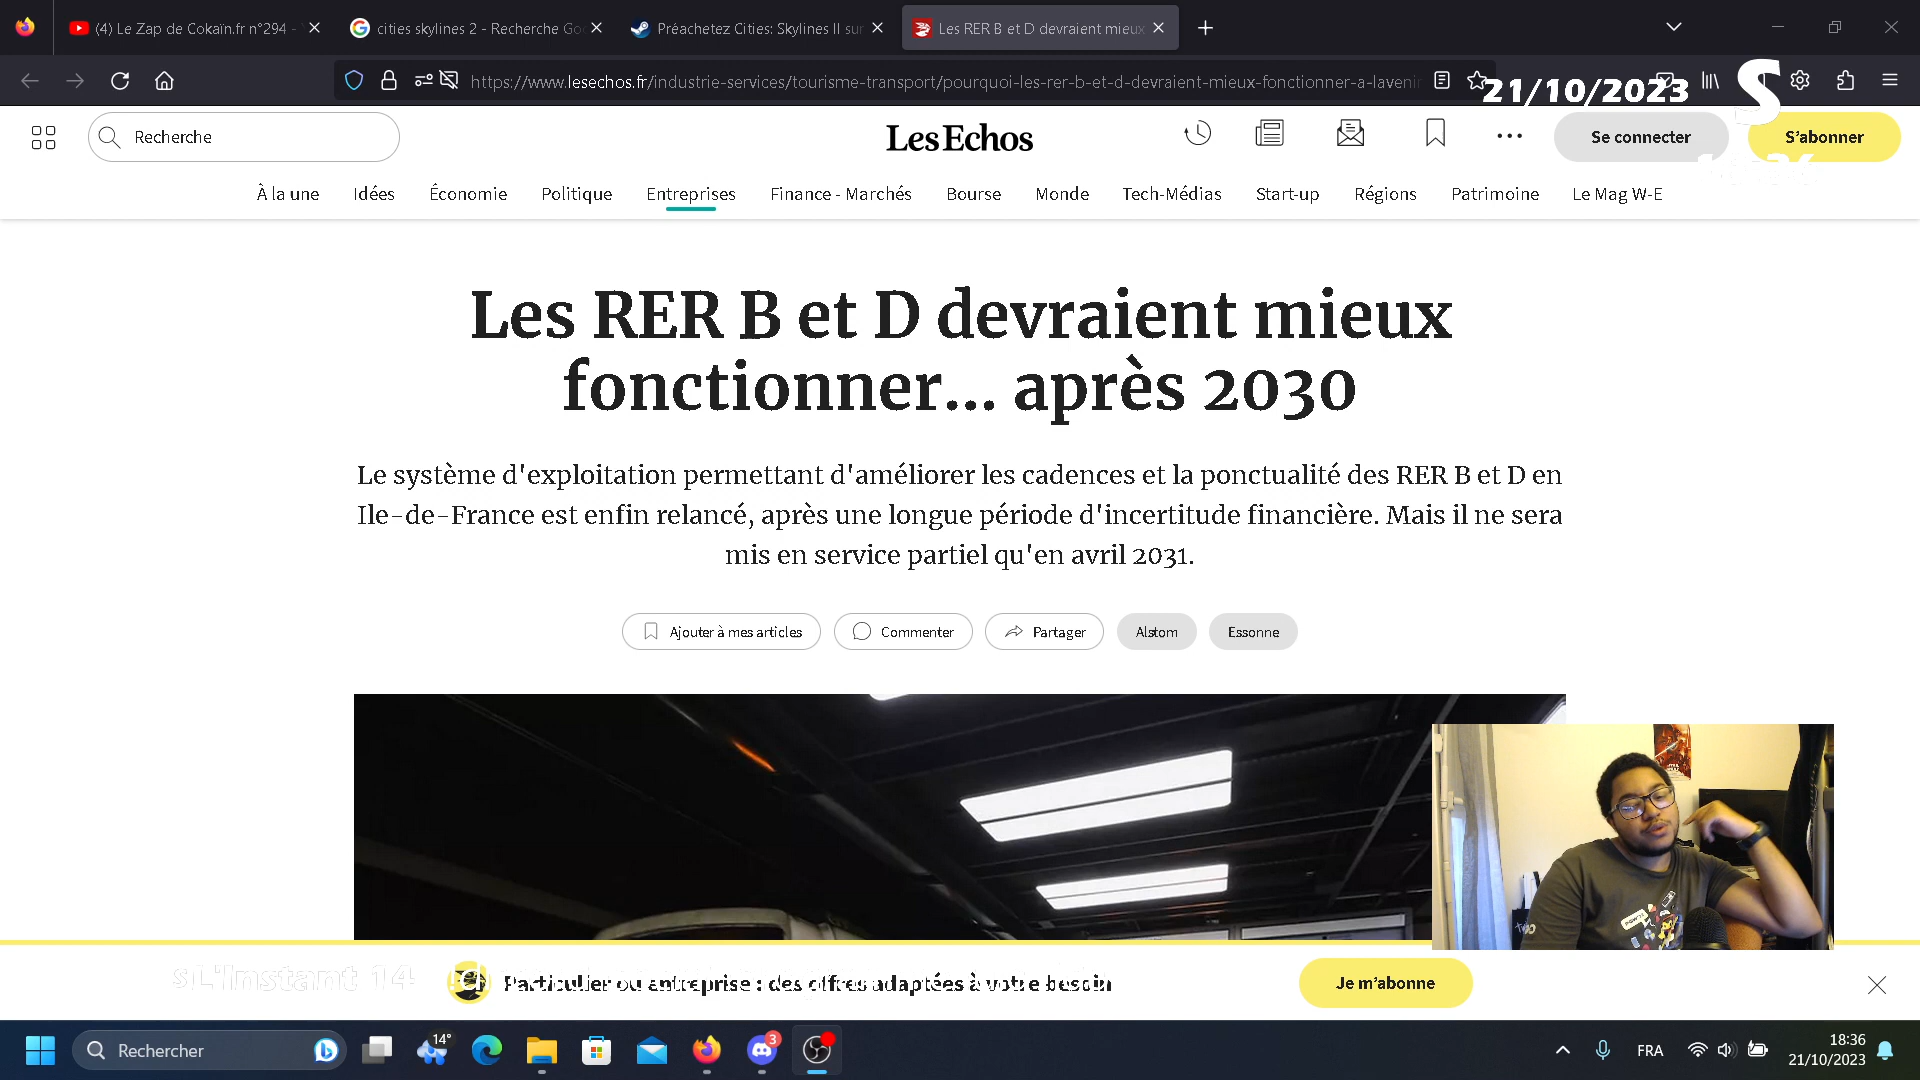 (4) Le Zap de Cokaïn.fr n°294 -
cities skylines 2 - Recherche Goo
Préachetez Cities: Skylines II sur
Les RER B et D devraient mieux
https://www.lesechos.fr/industrie-services/tourisme-transport/pourquoi-les-rer-b-et-d-devraient-mieux-fonctionner-a-lavenir
21/10/2023
S
Recherche
Les Echos
Se connecter
S'abonner
À la une
Idées
Économie
Politique
Entreprises
Finance - Marchés
Bourse
Monde
Tech-Médias
Start-up
Régions
Patrimoine
Le Mag W-E
Les RER B et D devraient mieux
fonctionner... après 2030
Le système d'exploitation permettant d'améliorer les cadences et la ponctualité des RER B et D en
Ile-de-France est enfin relancé, après une longue période d'incertitude financière. Mais il ne sera
mis en service partiel qu'en avril 2031.
Ajouter à mes articles
Commenter
Partager
Alstom
Essonne
L'Instant 14
Particulier ou entreprise : des offres adaptées à votre besoin
Je m'abonne
Rechercher
14°
3
FRA
18:36
21/10/2023